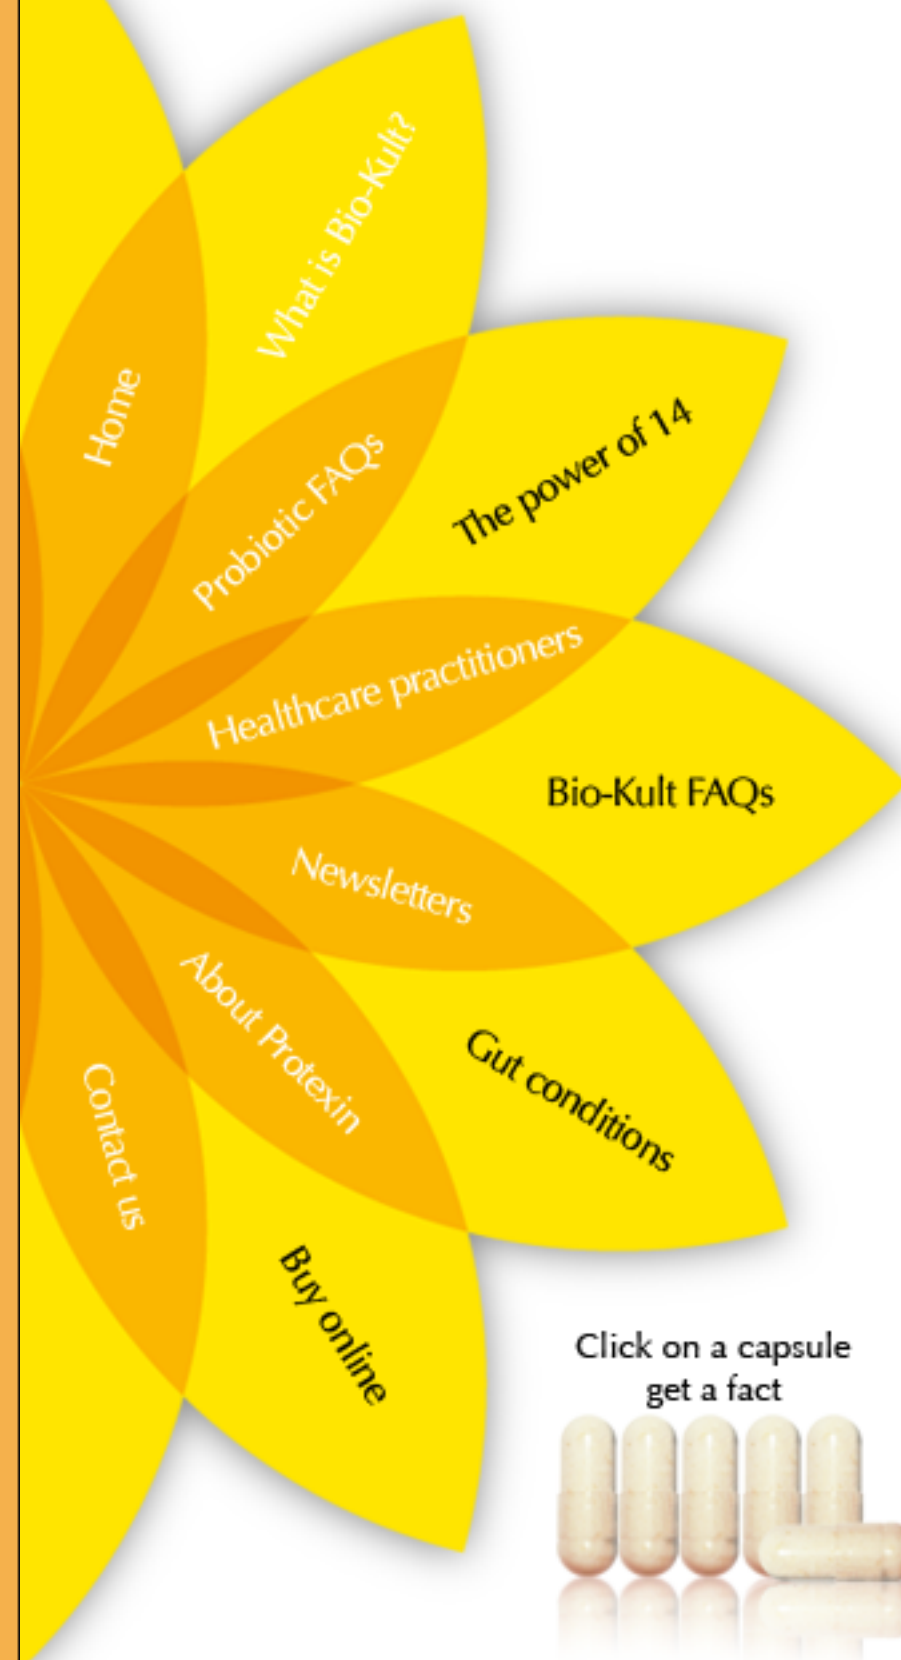 What is Bio-Kult?
Home
Probiotic FAQs
The power of 14
Healthcare practitioners
Bio-Kult FAQs
Newsletters
About Protexin
Gut conditions
Contact us
Buy online
Click on a capsule
get a fact